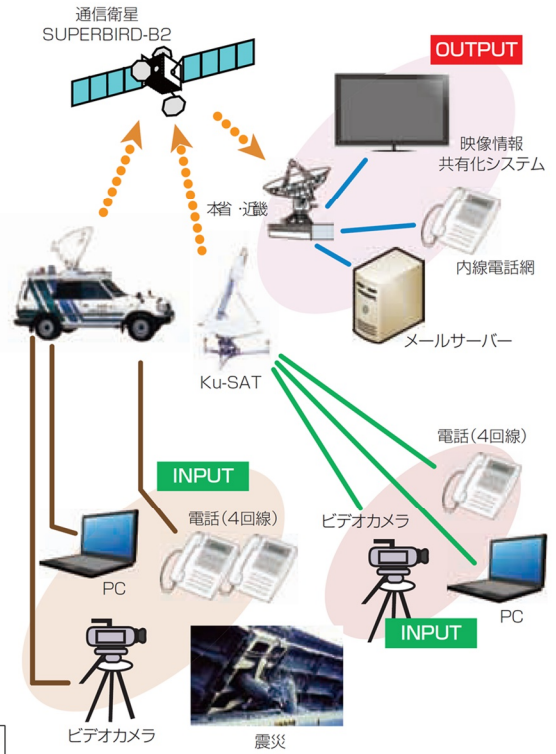 通信衛星
SUPERBIRD-B2
OUTPUT
映像情報
共有化システム
本省・近畿
内線電話網
メールサーバー
Ku-SAT
電話(4回線)
INPUT
電話(4回線)
ビデオカメラ
PC
PC
INPUT
ビデオカメラ
震災